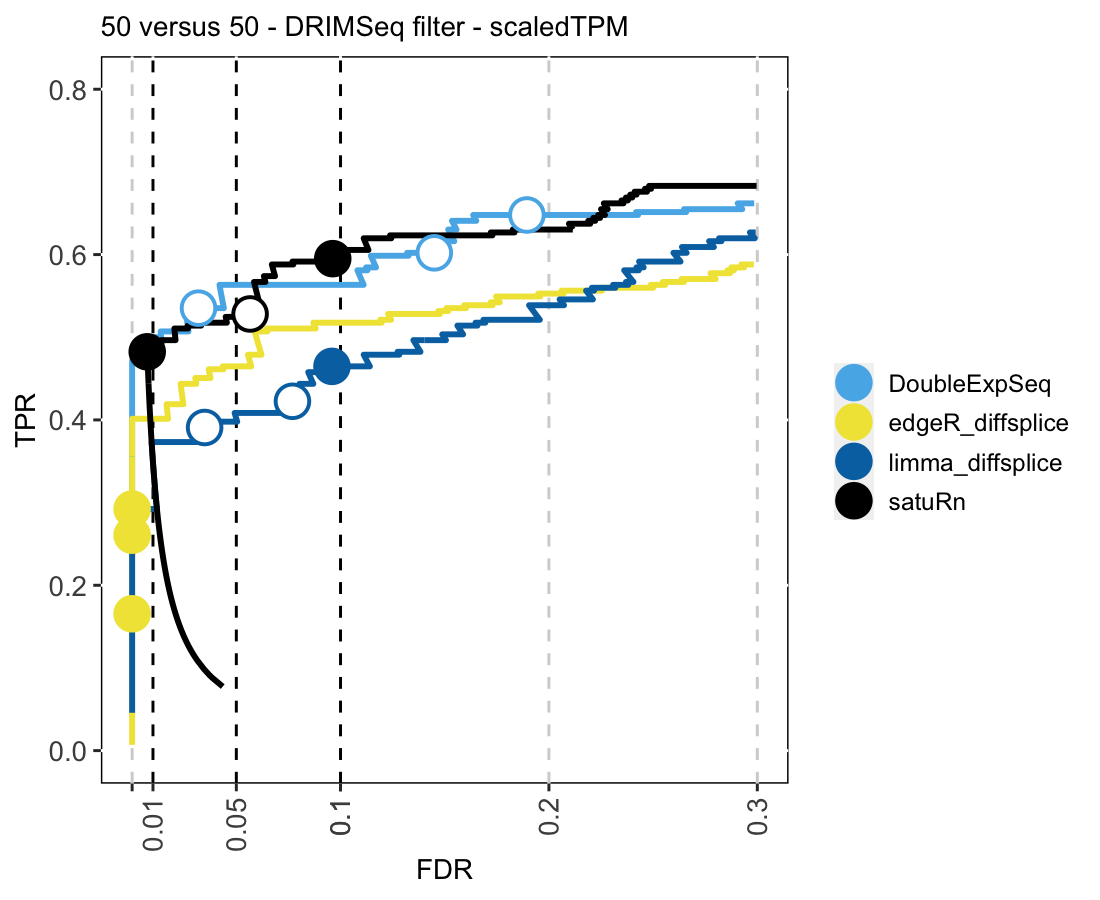 50 versus 50 - DRIMSeq filter - scaledTPM
TPR
0.8
0.6
0.4
0.2
0.0
0.01
0.05
0.1
0.2
0.3
FDR
DoubleExpSeq
edgeR_diffsplice
limma_diffsplice
satuRn